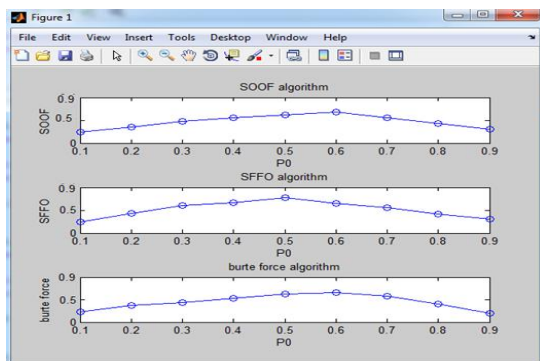 Figure 1
File Edit View Insert Tools Desktop Window Help
SOOF algorithm
SOOF
0.9
0.5
0
0.1 0.2 0.3 0.4 0.5 0.6 0.7 0.8 0.9
P0
SFFO algorithm
SFFO
0.9
0.5
0
0.1 0.2 0.3 0.4 0.5 0.6 0.7 0.8 0.9
P0
burte force algorithm
burte force
0.9
0.5
0
0.1 0.2 0.3 0.4 0.5 0.6 0.7 0.8 0.9
P0